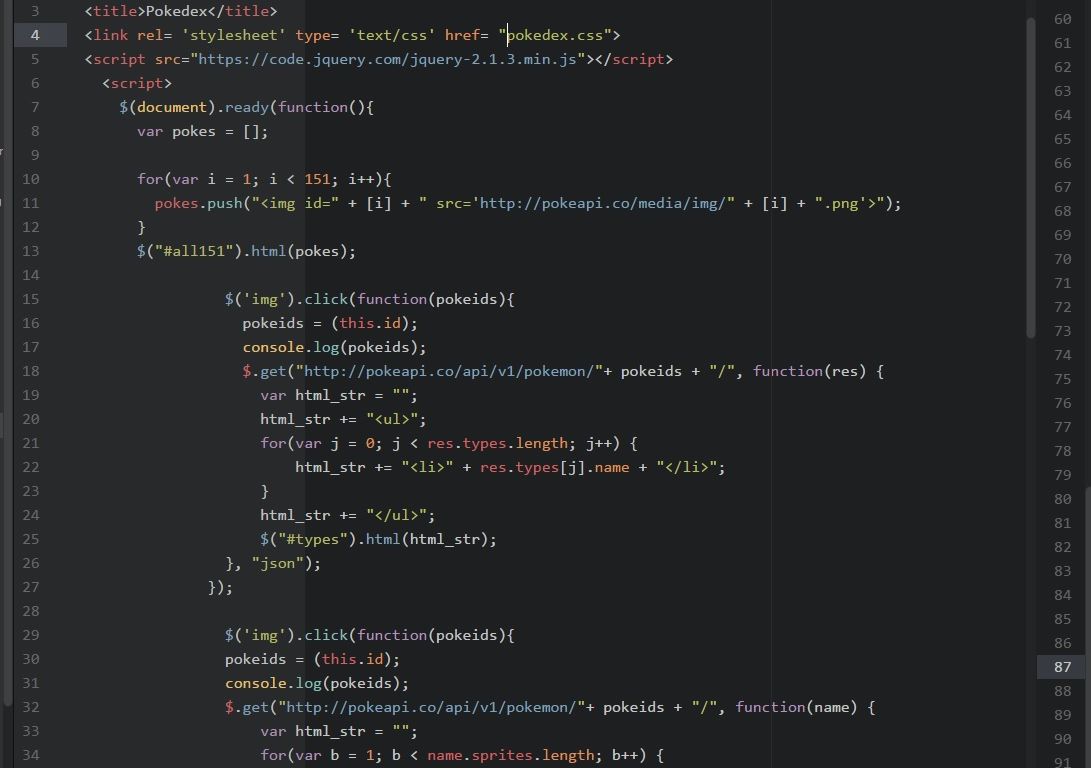 3 <title>Pokedex</title>
4 <link rel= 'stylesheet' type= 'text/css' href= "pokedex.css">
5 <script src="https://code.jquery.com/jquery-2.1.3.min.js"></script>
6 <script>
7 $(document).ready(function(){
8 var pokes = [];
9
10 for(var i = 1; i < 151; i++){
11 pokes.push("<img id=" + [i] + " src='http://pokeapi.co/media/img/" + [i] + ".png'>");
12 }
13 $("#all151").html(pokes);
14
15 $('img').click(function(pokeids){
16 pokeids = (this.id);
17 console.log(pokeids);
18 $.get("http://pokeapi.co/api/v1/pokemon/"+ pokeids + "/", function(res) {
19 var html_str = "";
20 html_str += "<ul>";
21 for(var j = 0; j < res.types.length; j++) {
22 html_str += "<li>" + res.types[j].name + "</li>";
23 }
24 html_str += "</ul>";
25 $("#types").html(html_str);
26 }, "json");
27 });
28
29 $('img').click(function(pokeids){
30 pokeids = (this.id);
31 console.log(pokeids);
32 $.get("http://pokeapi.co/api/v1/pokemon/"+ pokeids + "/", function(name) {
33 var html_str = "";
34 for(var b = 1; b < name.sprites.length; b++) {
60
61
62
63
64
65
66
67
68
69
70
71
72
73
74
75
76
77
78
79
80
81
82
83
84
85
86
87
88
89
90
91